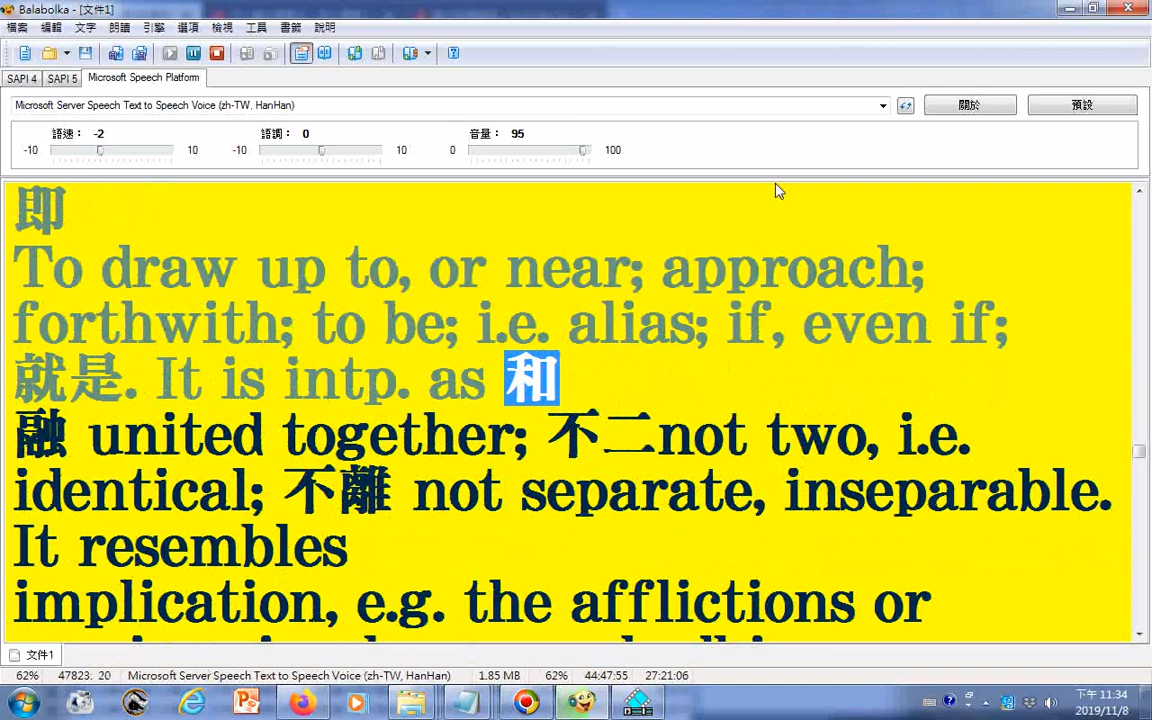 Balabolka - [文件1]
檔案 編輯 文字 朗讀 引擎 選項 檢視 工具 書籤 說明
SAPI 4 SAPI 5 Microsoft Speech Platform
Microsoft Server Speech Text to Speech Voice (zh-TW, HanHan) 關於 預設
語速： -2 語調： 0 音量： 95
-10 10 -10 10 0 100
即
To draw up to, or near; approach;
forthwith; to be; i.e. alias; if, even if;
就是. It is intp. as 和
融 united together; 不二not two, i.e.
identical; 不離 not separate, inseparable.
It resembles
implication, e.g. the afflictions or
文件1
62% 47823: 20 Microsoft Server Speech Text to Speech Voice (zh-TW, HanHan) 1.85 MB 62% 44:47:55 27:21:06
下午 11:34
2019/11/8